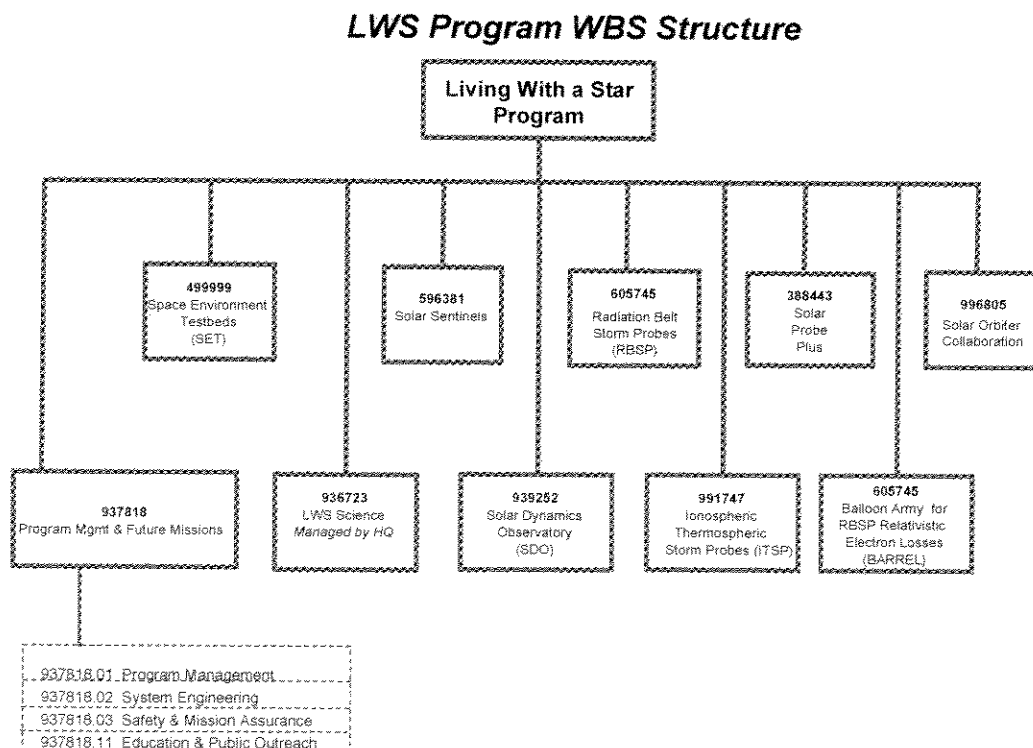 LWS Program WBS Structure
Living With a Star
Program
499999
Space Environment
Testbeds
(SET)
596381
Solar Sentinels
605745
Radiation Belt
Storm Probes
(RBSP)
388443
Solar
Probe
Plus
996805
Solar Orbiter
Collaboration
937818
Program Mgmt & Future Missions
936723
LWS Science
Managed by HQ
939252
Solar Dynamics
Observatory
(SDO)
991747
Ionospheric
Thermospheric
Storm Probes (ITSP)
605745
Balloon Army for
RBSP Relativistic
Electron Losses
(BARREL)
937818.01 Program Management
937818.02 System Engineering
937818.03 Safety & Mission Assurance
937818.11 Education & Public Outreach